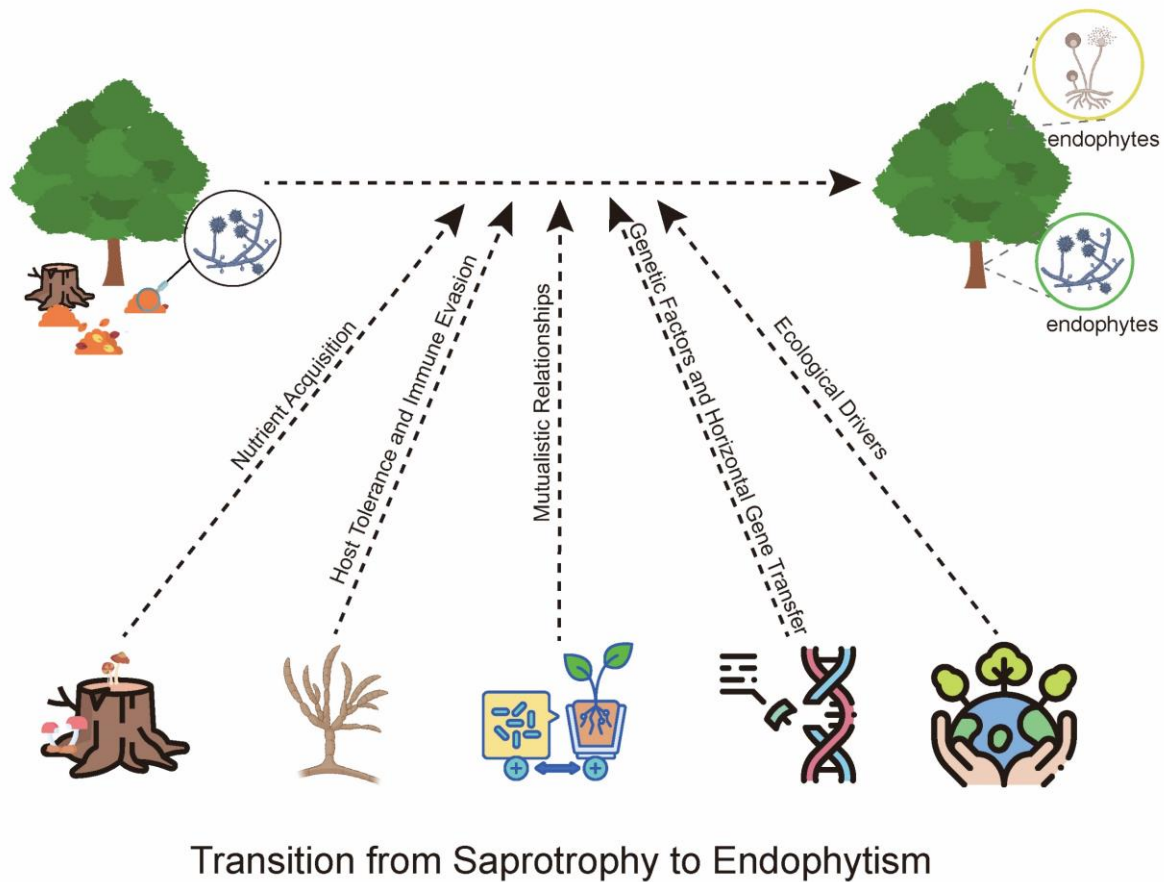 endophytes
endophytes
Nutrient Acquisition
Host Tolerance and Immune Evasion
Mutualistic Relationships
Genetic Factors and Horizontal Gene Transfer
Ecological Drivers
Transition from Saprotrophy to Endophytism